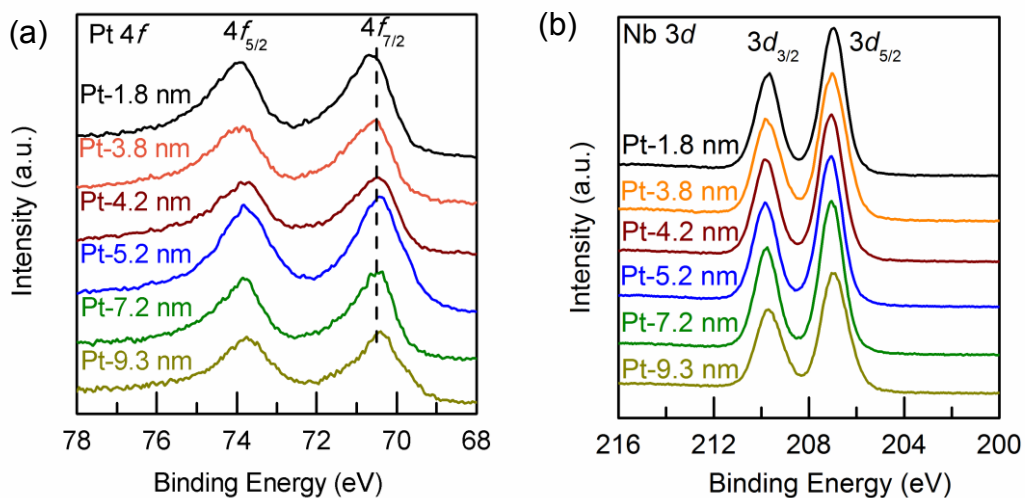 (a)
Pt 4f
4f5/2
4f7/2
Pt-1.8 nm
Pt-3.8 nm
Pt-4.2 nm
Pt-5.2 nm
Pt-7.2 nm
Pt-9.3 nm
Intensity (a.u.)
78 76 74 72 70 68
Binding Energy (eV)
(b)
Nb 3d
3d3/2
3d5/2
Pt-1.8 nm
Pt-3.8 nm
Pt-4.2 nm
Pt-5.2 nm
Pt-7.2 nm
Pt-9.3 nm
Intensity (a.u.)
216 212 208 204 200
Binding Energy (eV)